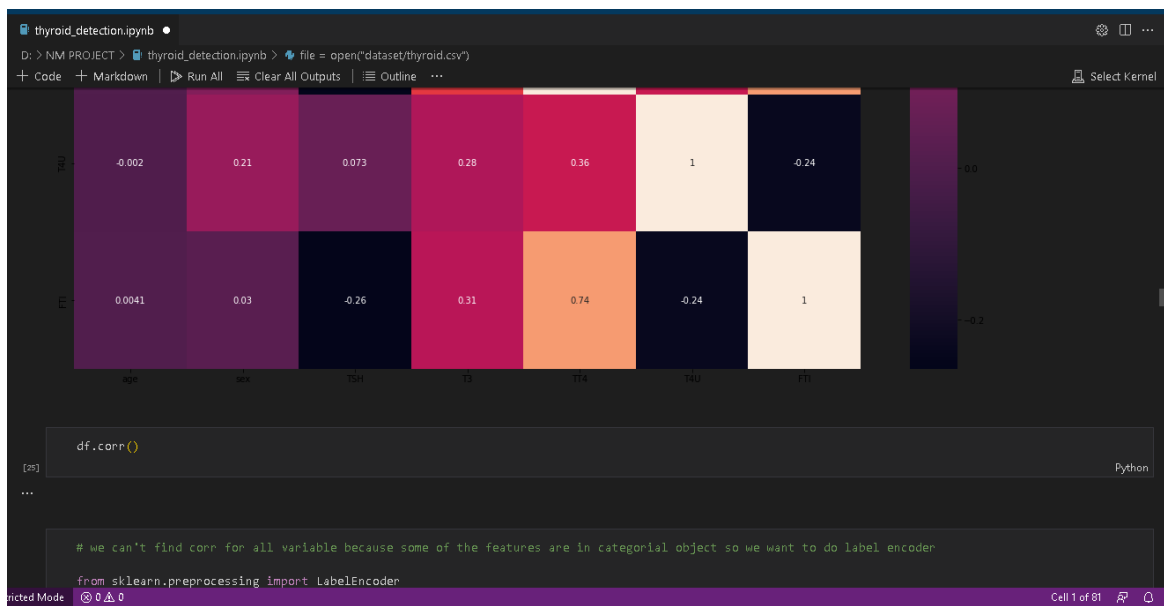 thyroid_detection.ipynb
D: > NM PROJECT > thyroid_detection.ipynb > file = open("dataset/thyroid.csv")
+ Code + Markdown | Run All Clear All Outputs | Outline ... Select Kernel
T4U -0.002 0.21 0.073 0.28 0.36 1 -0.24 0.0
FTI 0.0041 0.03 -0.26 0.31 0.74 -0.24 1
-0.2
age sex TSH T3 TT4 T4U FTI
df.corr()
[25] Python
...
# we can't find corr for all variable because some of the features are in categorial object so we want to do label encoder
from sklearn.preprocessing import LabelEncoder
ricted Mode 0 0 Cell 1 of 81